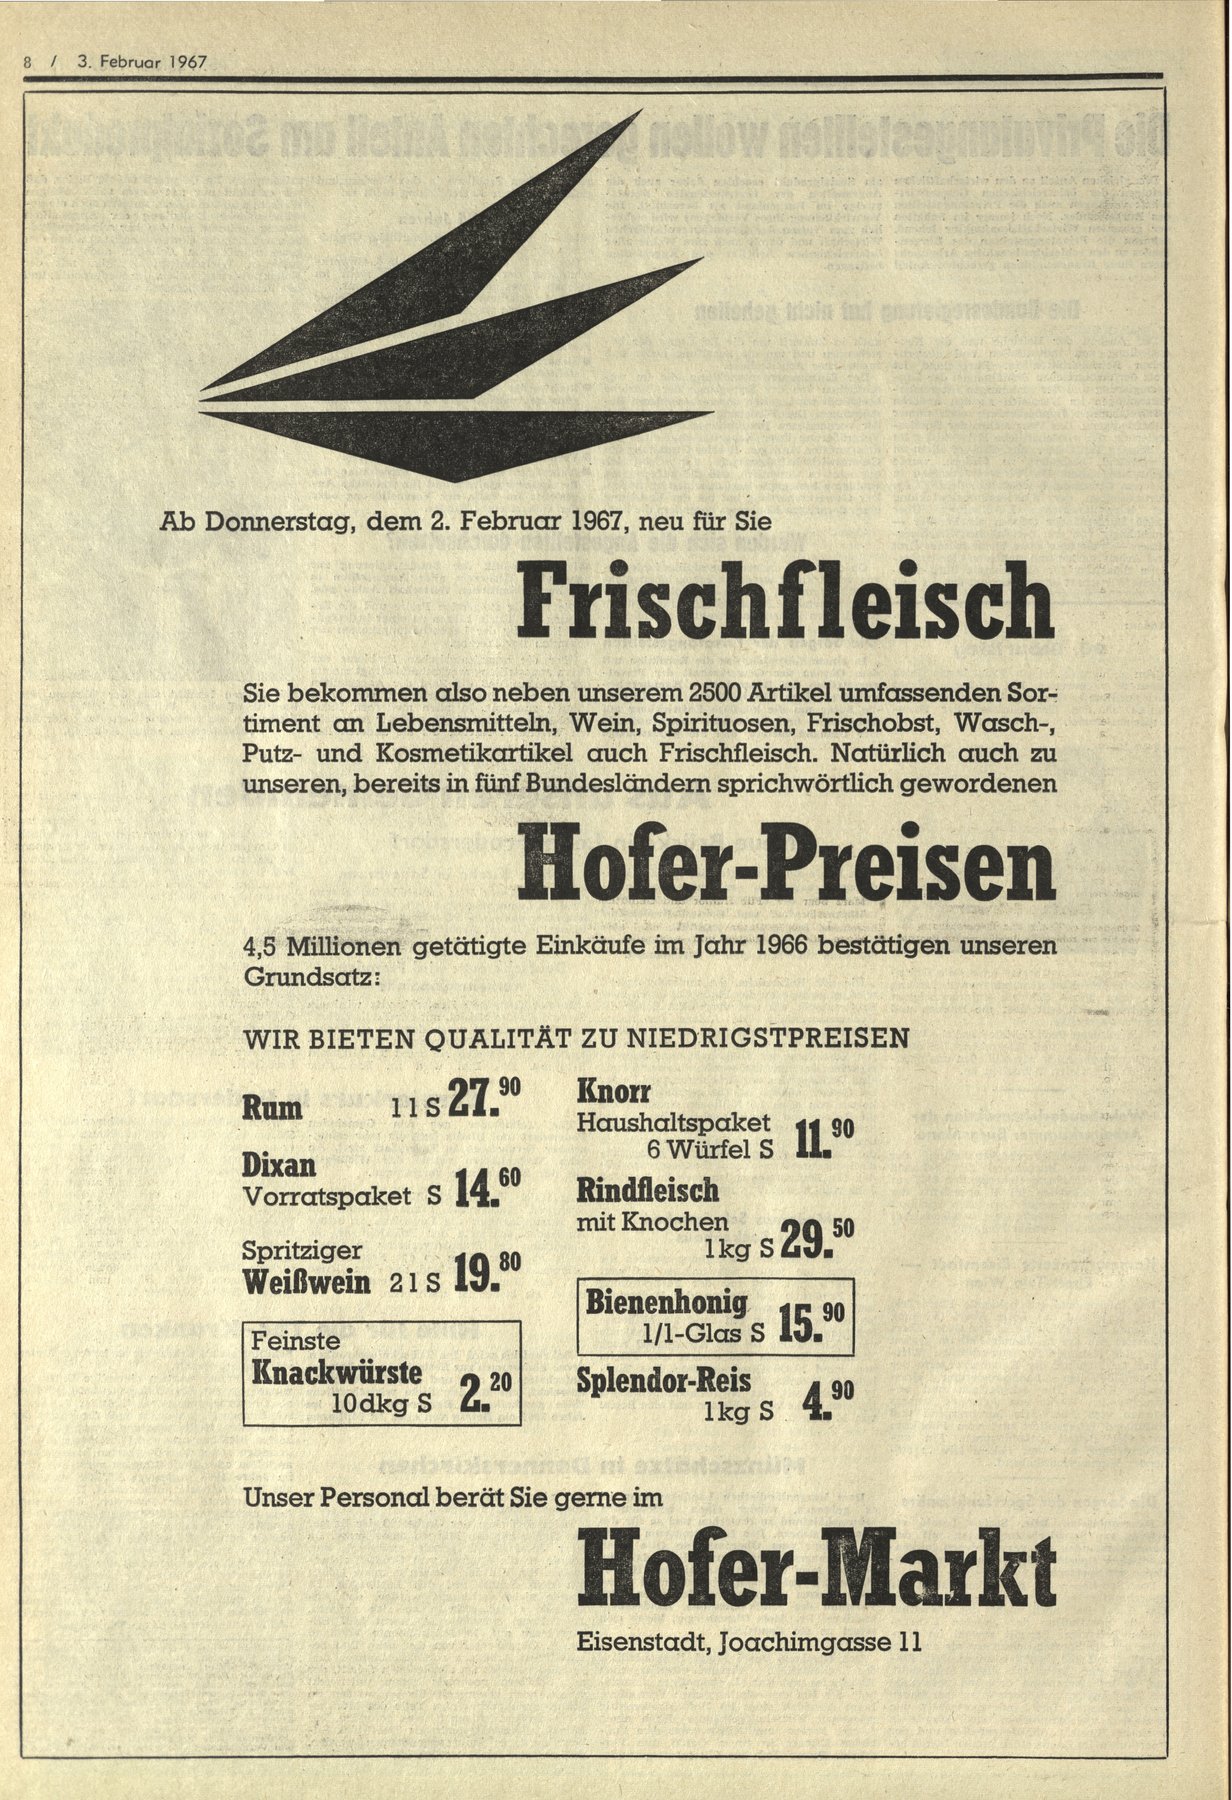 8 / 3. Februar 1967
Ab Donnerstag, dem 2. Februar 1967, neu für Sie
Frischfleisch
Sie bekommen also neben unserem 2500 Artikel umfassenden Sor-
timent an Lebensmitteln, Wein, Spirituosen, Frischobst, Wasch-,
Putz- und Kosmetikartikel auch Frischfleisch. Natürlich auch zu
unseren, bereits in fünf Bundesländern sprichwörtlich gewordenen
Hofer-Preisen
4,5 Millionen getätigte Einkäufe im Jahr 1966 bestätigen unseren
Grundsatz:
WIR BIETEN QUALITÄT ZU NIEDRIGSTPREISEN
Rum 1 l S 27.90
Dixan
Vorratspaket S 14.60
Spritziger
Weißwein 2 l S 19.80
Feinste
Knackwürste
10 dkg S 2.20
Knorr
Haushaltspaket
6 Würfel S 11.90
Rindfleisch
mit Knochen
1 kg S 29.50
Bienenhonig
1/1-Glas S 15.90
Splendor-Reis
1 kg S 4.90
Unser Personal berät Sie gerne im
Hofer-Markt
Eisenstadt, Joachimgasse 11